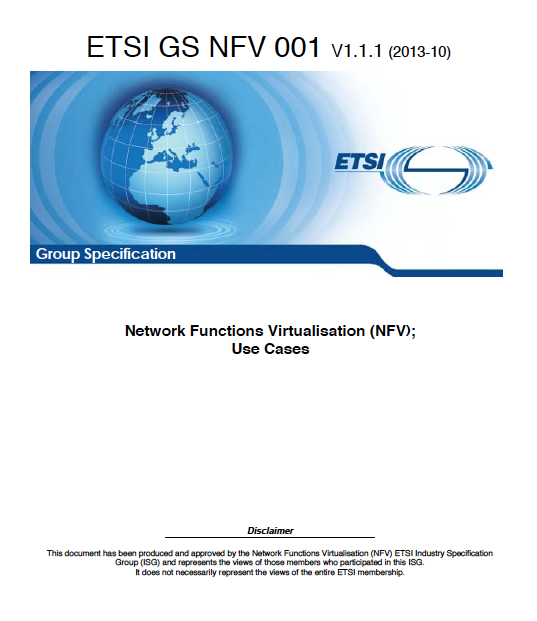 ETSI GS NFV 001 V1.1.1 (2013-10)
ETSI
Group Specification
Network Functions Virtualisation (NFV);
Use Cases
Disclaimer
This document has been produced and approved by the Network Functions Virtualisation (NFV) ETSI Industry Specification
Group (ISG) and represents the views of those members who participated in this ISG.
It does not necessarily represent the views of the entire ETSI membership.